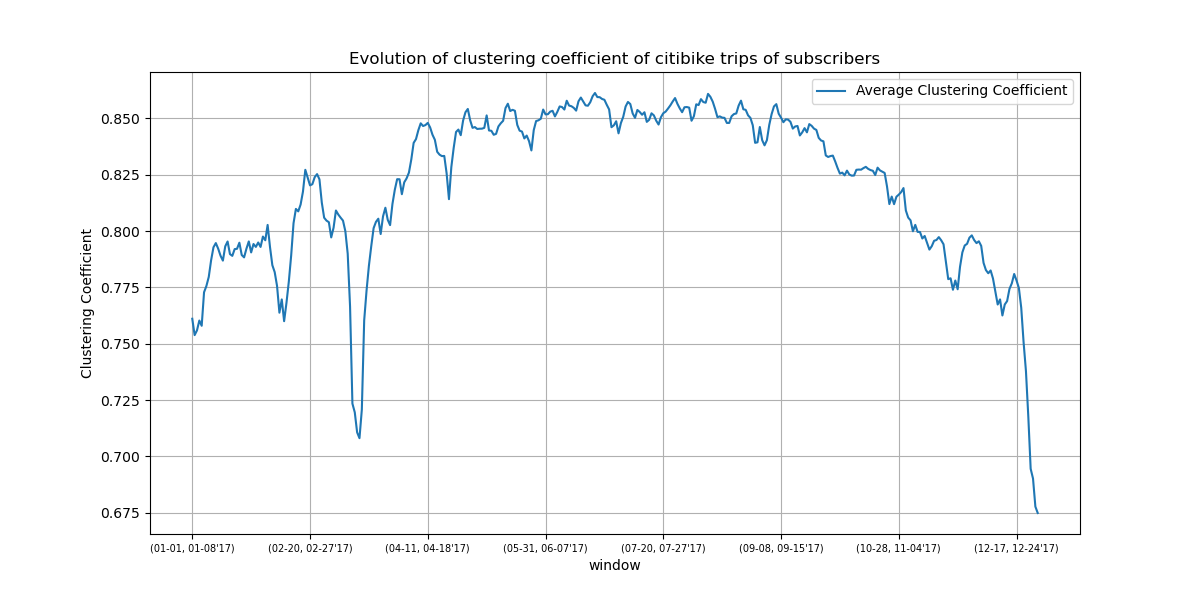 Evolution of clustering coefficient of citibike trips of subscribers
Average Clustering Coefficient
Clustering Coefficient
0.850
0.825
0.800
0.775
0.750
0.725
0.700
0.675
(01-01, 01-08'17) (02-20, 02-27'17) (04-11, 04-18'17) (05-31, 06-07'17) (07-20, 07-27'17) (09-08, 09-15'17) (10-28, 11-04'17) (12-17, 12-24'17)
window